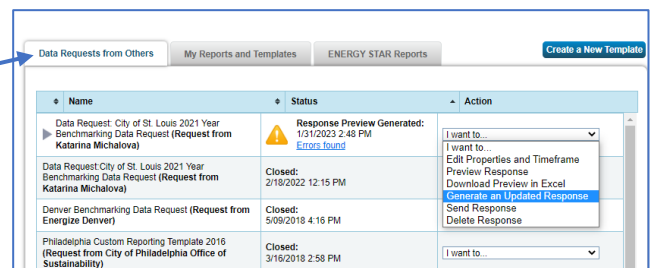 Data Requests from Others
My Reports and Templates
ENERGY STAR Reports
Create a New Template
Name
Status
Action
Data Request: City of St. Louis 2021 Year
Benchmarking Data Request (Request from
Katarina Michalova)
Response Preview Generated:
1/31/2023 2:48 PM
Errors found
I want to...
I want to...
Edit Properties and Timeframe
Preview Response
Download Preview in Excel
Generate an Updated Response
Send Response
Delete Response
Data Request:City of St. Louis 2021 Year
Benchmarking Data Request (Request from
Katarina Michalova)
Closed:
2/18/2022 12:15 PM
Denver Benchmarking Data Request (Request from
Energize Denver)
Closed:
5/09/2018 4:16 PM
Philadelphia Custom Reporting Template 2016
(Request from City of Philadelphia Office of
Sustainability)
Closed:
3/16/2018 2:58 PM
I want to...